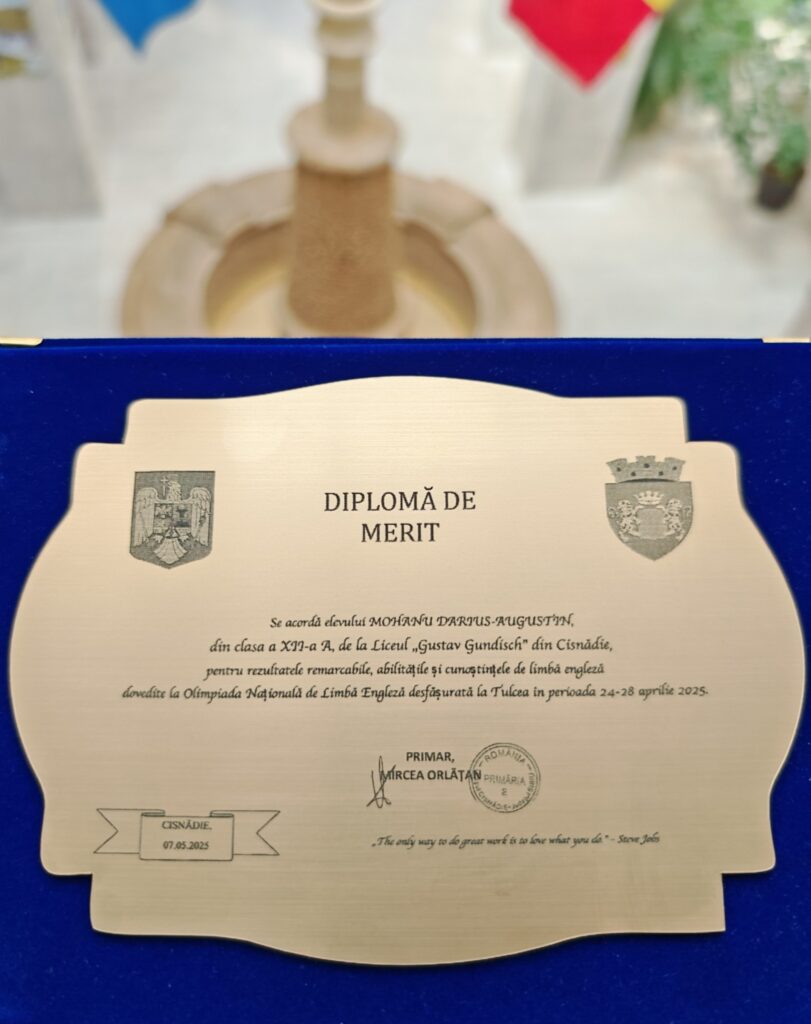 DIPLOMĂ DE
MERIT
Se acordă elevului MOHANU DARIUS-AUGUSTIN,
din clasa a XII-a A, de la Liceul „Gustav Gundisch” din Cisnădie,
pentru rezultatele remarcabile, abilitățile și cunoștințele de limbă engleză
dovedite la Olimpiada Națională de Limbă Engleză desfășurată la Tulcea în perioada 24-28 aprilie 2025.
PRIMAR,
MIRCEA ORLĂȚAN
ROMÂNIA
PRIMĂRIA
2
CISNĂDIE,
07.05.2025
„The only way to do great work is to love what you do.” - Steve Jobs